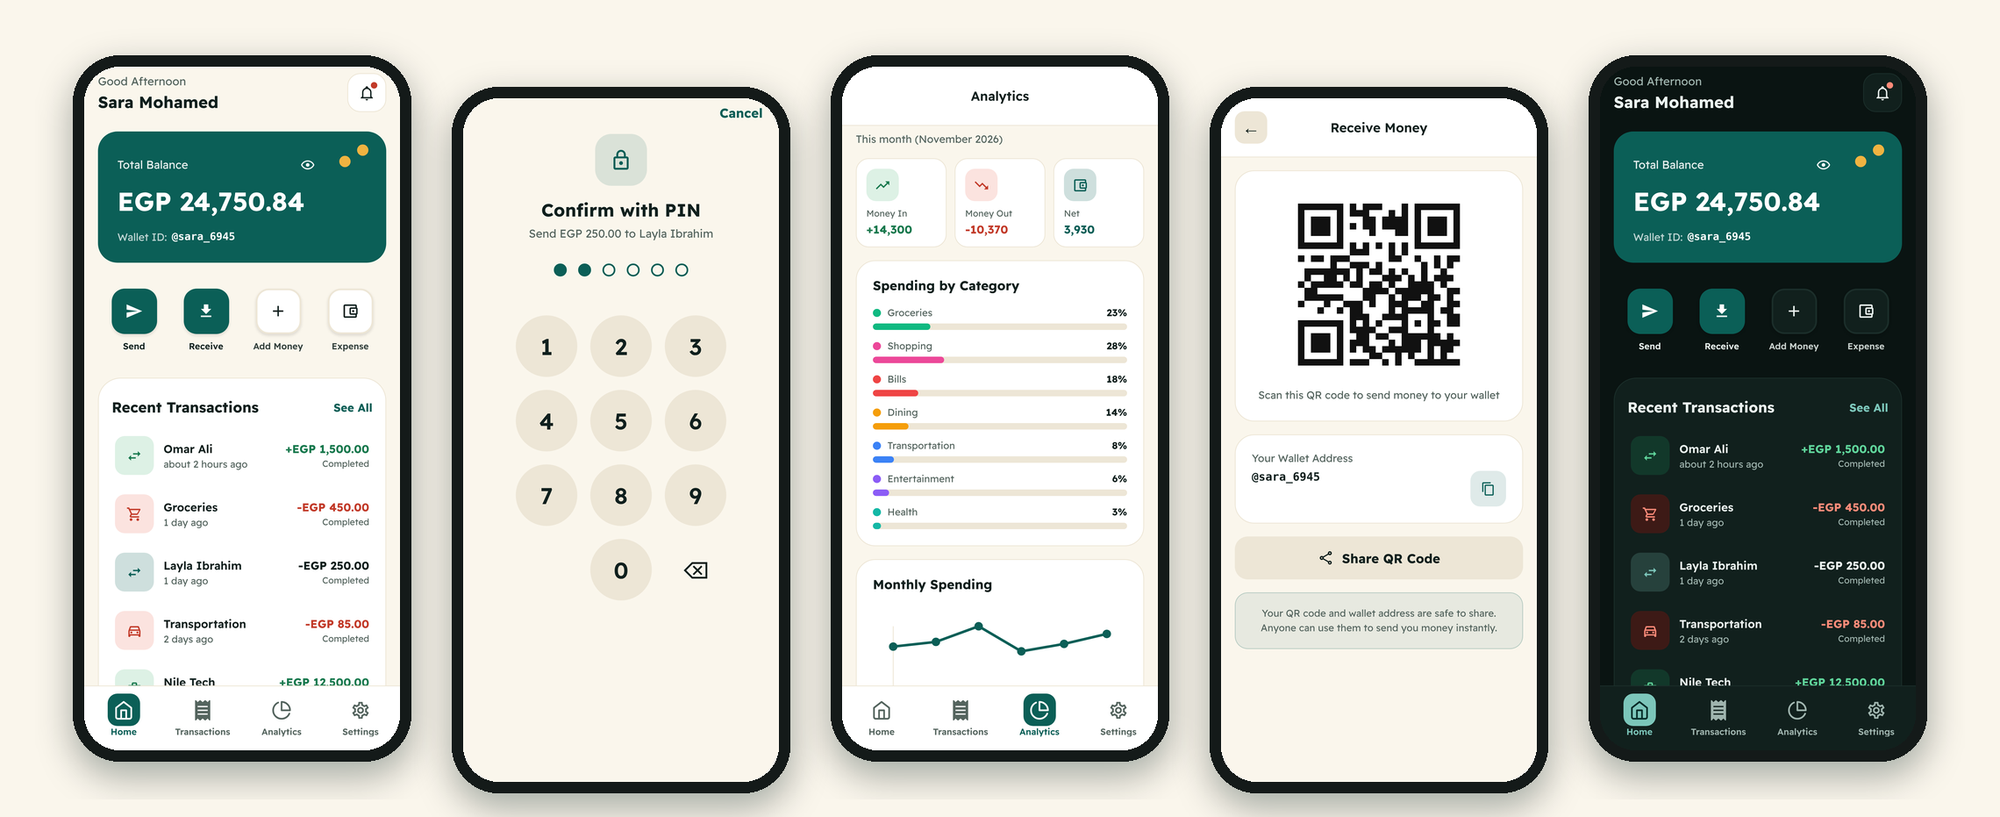 Good Afternoon
Sara Mohamed
Total Balance
EGP 24,750.84
Wallet ID: @sara_6945
Send
Receive
Add Money
Expense
Recent Transactions
See All
Omar Ali
+EGP 1,500.00
about 2 hours ago
Completed
Groceries
-EGP 450.00
1 day ago
Completed
Layla Ibrahim
-EGP 250.00
1 day ago
Completed
Transportation
-EGP 85.00
2 days ago
Completed
Nile Tech
+EGP 12,500.00
Home
Transactions
Analytics
Settings
Cancel
Confirm with PIN
Send EGP 250.00 to Layla Ibrahim
1 2 3
4 5 6
7 8 9
0
Analytics
This month (November 2026)
Money In
+14,300
Money Out
-10,370
Net
3,930
Spending by Category
Groceries 23%
Shopping 28%
Bills 18%
Dining 14%
Transportation 8%
Entertainment 6%
Health 3%
Monthly Spending
Home
Transactions
Analytics
Settings
Receive Money
Scan this QR code to send money to your wallet
Your Wallet Address
@sara_6945
Share QR Code
Your QR code and wallet address are safe to share.
Anyone can use them to send you money instantly.
Good Afternoon
Sara Mohamed
Total Balance
EGP 24,750.84
Wallet ID: @sara_6945
Send
Receive
Add Money
Expense
Recent Transactions
See All
Omar Ali
+EGP 1,500.00
about 2 hours ago
Completed
Groceries
-EGP 450.00
1 day ago
Completed
Layla Ibrahim
-EGP 250.00
1 day ago
Completed
Transportation
-EGP 85.00
2 days ago
Completed
Nile Tech
+EGP 12,500.00
Home
Transactions
Analytics
Settings